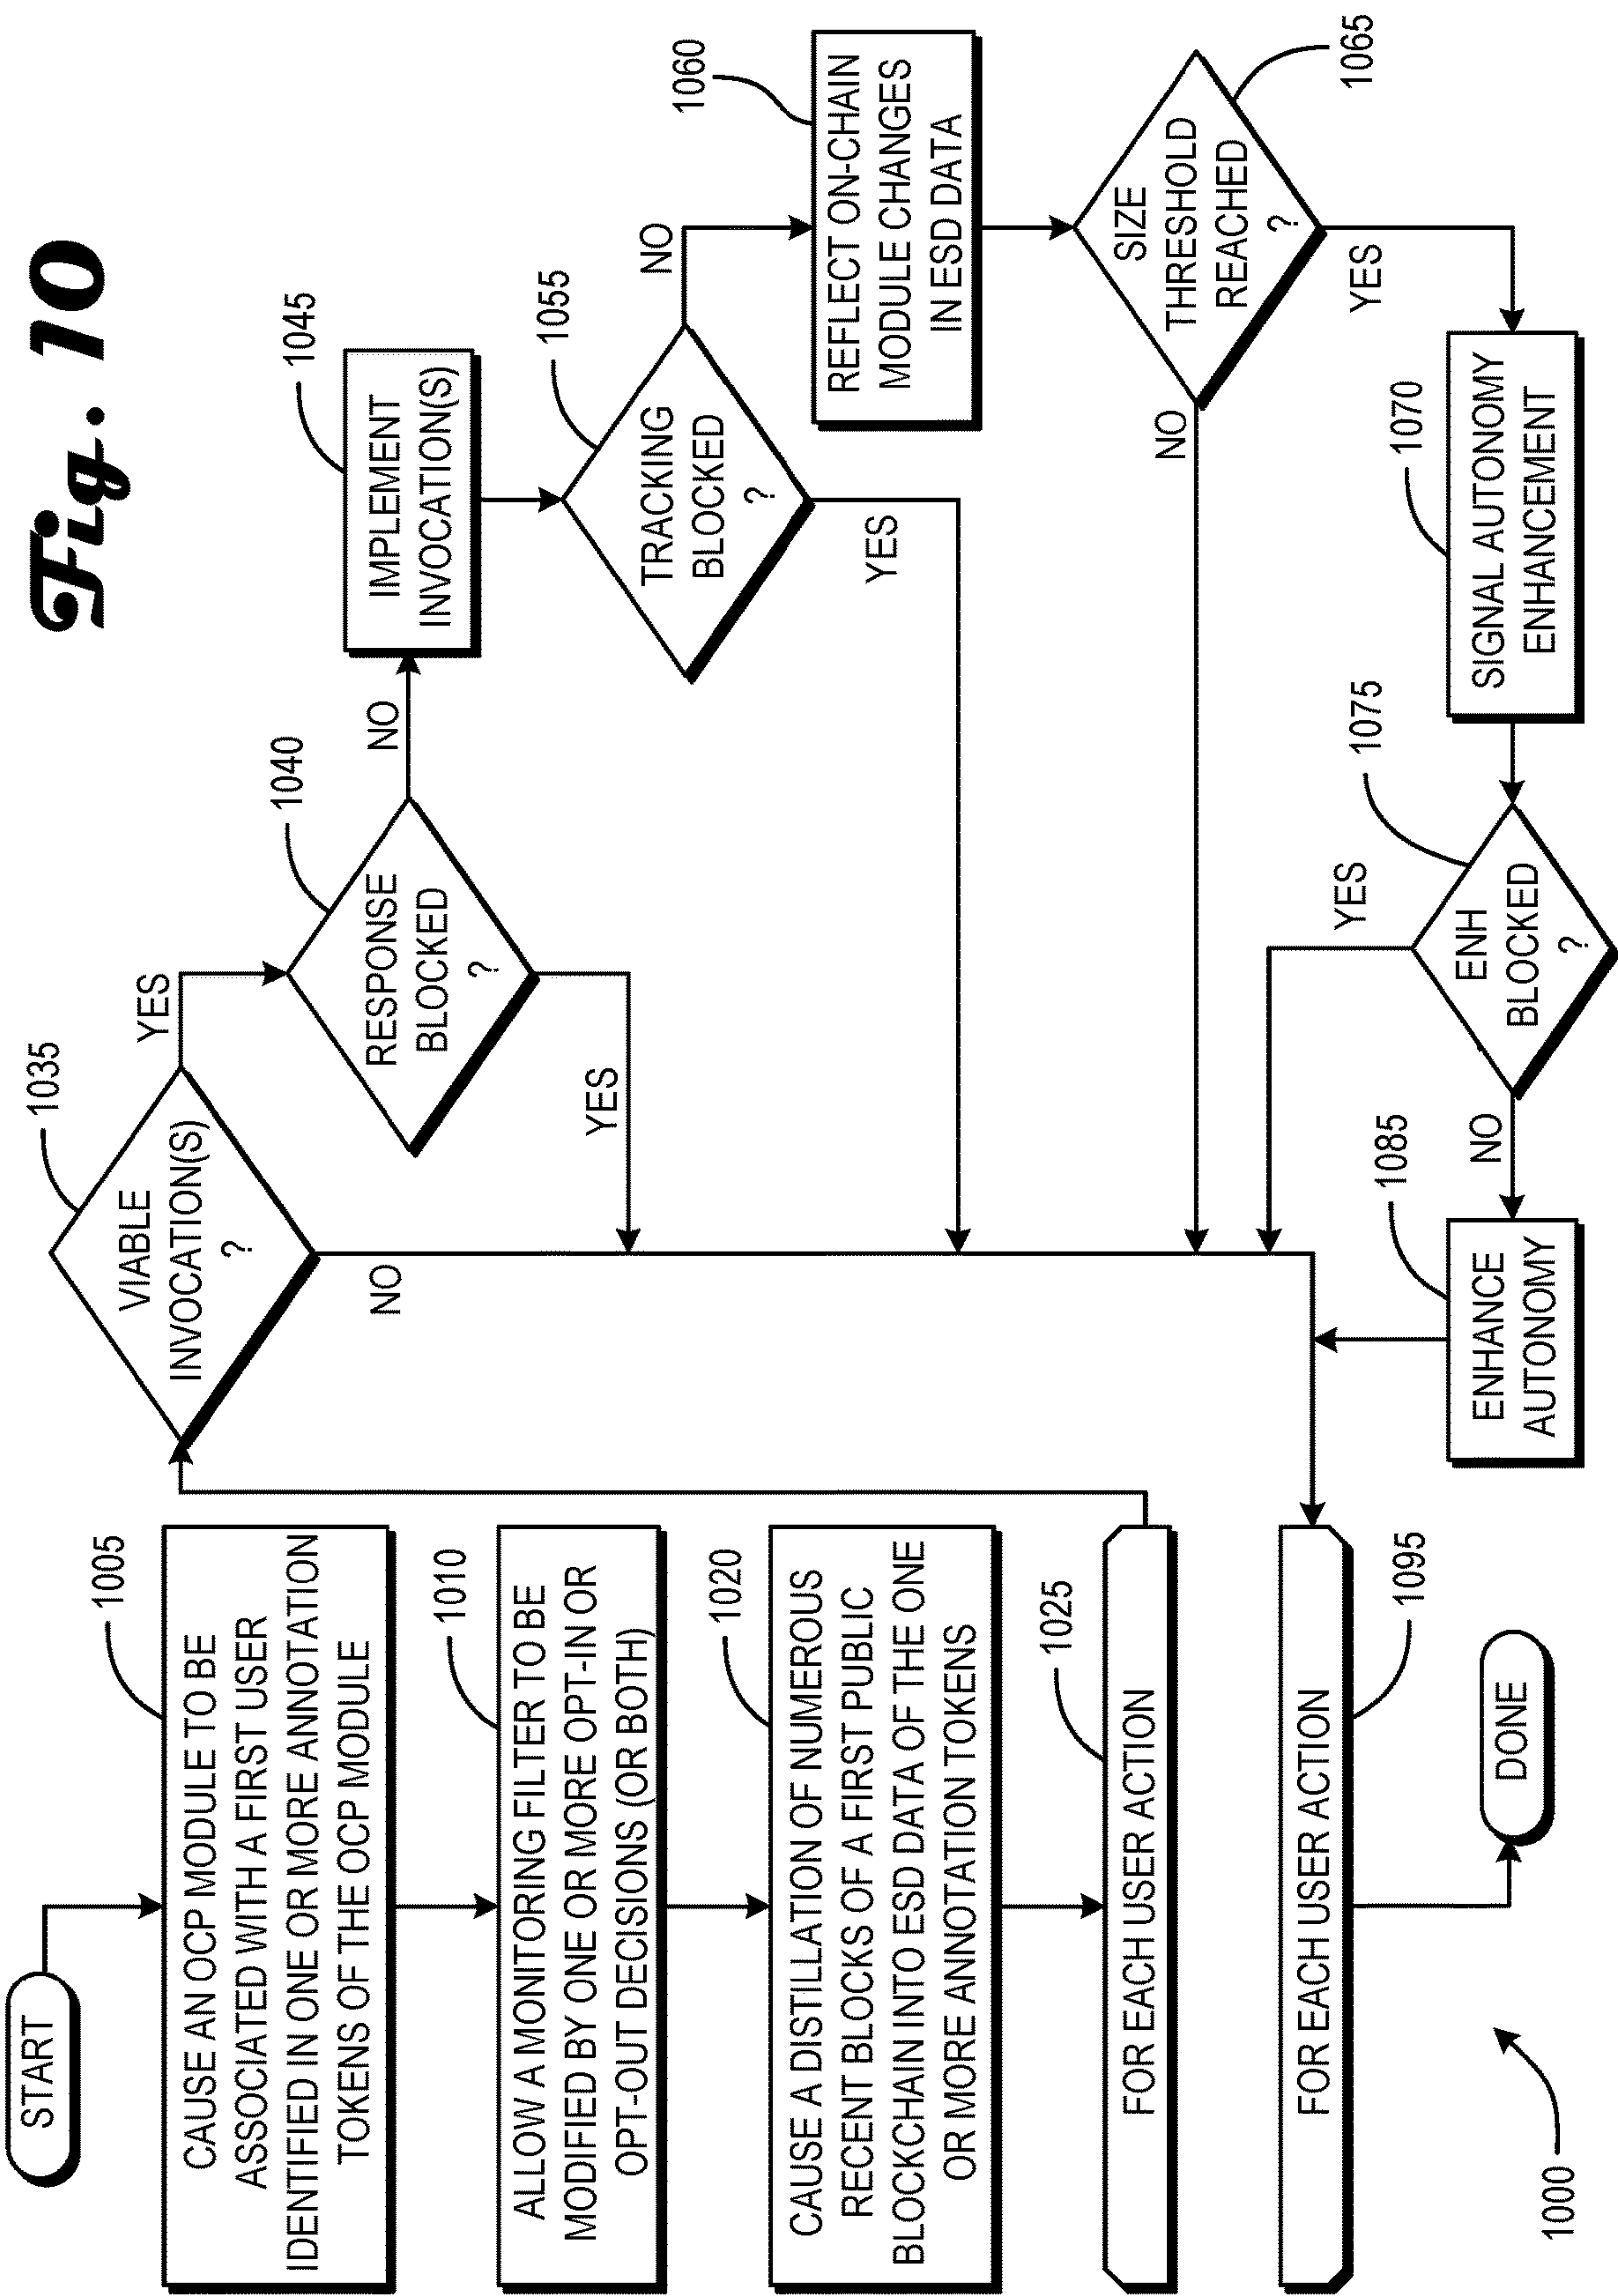 Fig. 10
START
1005
CAUSE AN OCP MODULE TO BE
ASSOCIATED WITH A FIRST USER
IDENTIFIED IN ONE OR MORE ANNOTATION
TOKENS OF THE OCP MODULE
1010
ALLOW A MONITORING FILTER TO BE
MODIFIED BY ONE OR MORE OPT-IN OR
OPT-OUT DECISIONS (OR BOTH)
1020
CAUSE A DISTILLATION OF NUMEROUS
RECENT BLOCKS OF A FIRST PUBLIC
BLOCKCHAIN INTO ESD DATA OF THE ONE
OR MORE ANNOTATION TOKENS
1025
FOR EACH USER ACTION
1035
VIABLE
INVOCATION(S)
?
YES
NO
1040
RESPONSE
BLOCKED
?
NO
YES
1045
IMPLEMENT
INVOCATION(S)
1055
TRACKING
BLOCKED
?
NO
YES
1060
REFLECT ON-CHAIN
MODULE CHANGES
IN ESD DATA
1065
SIZE
THRESHOLD
REACHED
?
NO
YES
1070
SIGNAL AUTONOMY
ENHANCEMENT
1075
ENH
BLOCKED
?
YES
NO
1085
ENHANCE
AUTONOMY
1095
FOR EACH USER ACTION
DONE
1000